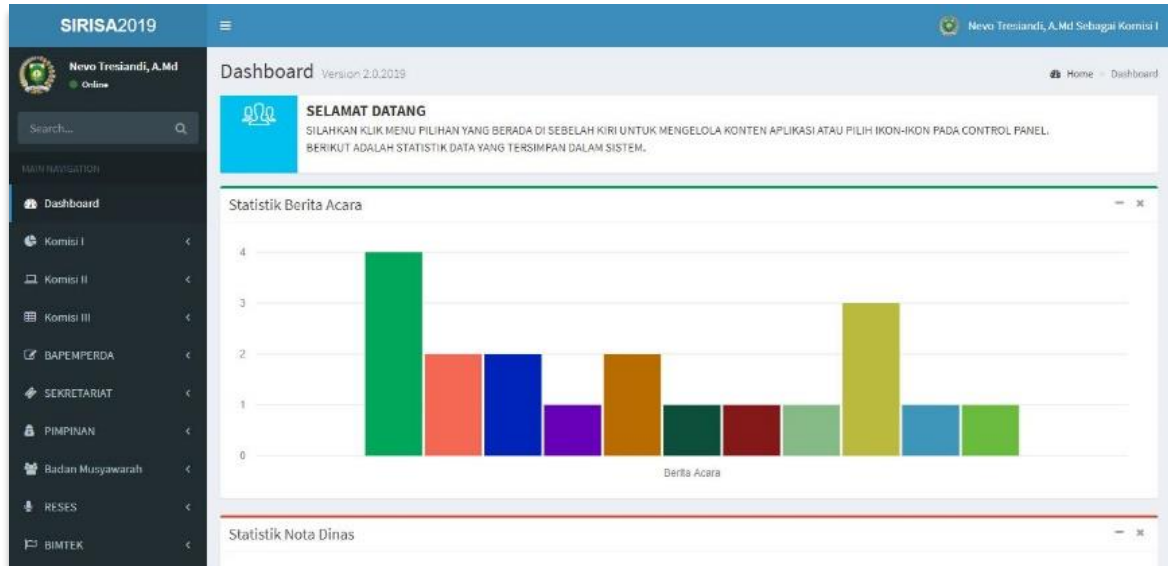 SIRISA2019
Nevo Tresiandi, A.Md Sebagai Komisi I
Nevo Tresiandi, A.Md
Online
Search...
MAIN NAVIGATION
Dashboard
Komisi I
Komisi II
Komisi III
BAPEMPERDA
SEKRETARIAT
PIMPINAN
Badan Musyawarah
RESES
BIMTEK
Dashboard Version 2.0.2019
Home > Dashboard
SELAMAT DATANG
SILAHKAN KLIK MENU PILIHAN YANG BERADA DI SEBELAH KIRI UNTUK MENGELOLA KONTEN APLIKASI ATAU PILIH IKON-IKON PADA CONTROL PANEL.
BERIKUT ADALAH STATISTIK DATA YANG TERSIMPAN DALAM SISTEM.
Statistik Berita Acara
4
3
2
1
0
Berita Acara
Statistik Nota Dinas